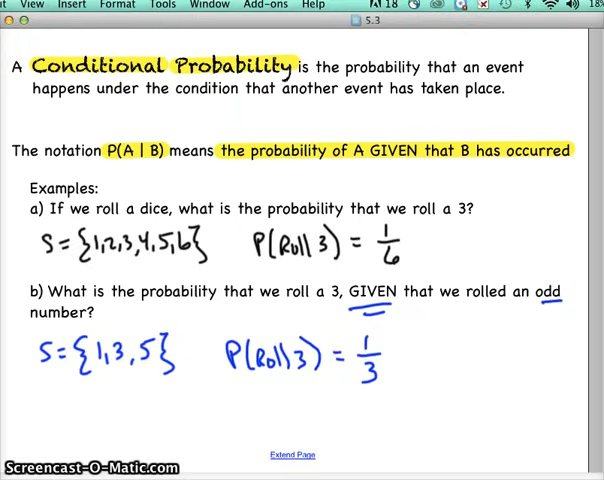 Insert Format Tools Window Add-ons Help 18 18%
5.3
A Conditional Probability is the probability that an event
happens under the condition that another event has taken place.
The notation P(A | B) means the probability of A GIVEN that B has occurred
Examples:
a) If we roll a dice, what is the probability that we roll a 3?
S = {1,2,3,4,5,6} P(Roll 3) = 1/6
b) What is the probability that we roll a 3, GIVEN that we rolled an odd
number?
S = {1,3,5} P(Roll 3) = 1/3
Extend Page
Screencast-O-Matic.com